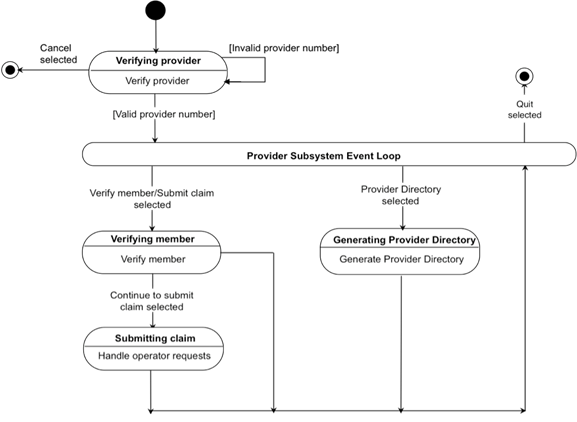 Cancel
selected
Verifying provider
Verify provider
[Invalid provider number]
[Valid provider number]
Quit
selected
Provider Subsystem Event Loop
Verify member/Submit claim
selected
Provider Directory
selected
Verifying member
Verify member
Generating Provider Directory
Generate Provider Directory
Continue to submit
claim selected
Submitting claim
Handle operator requests